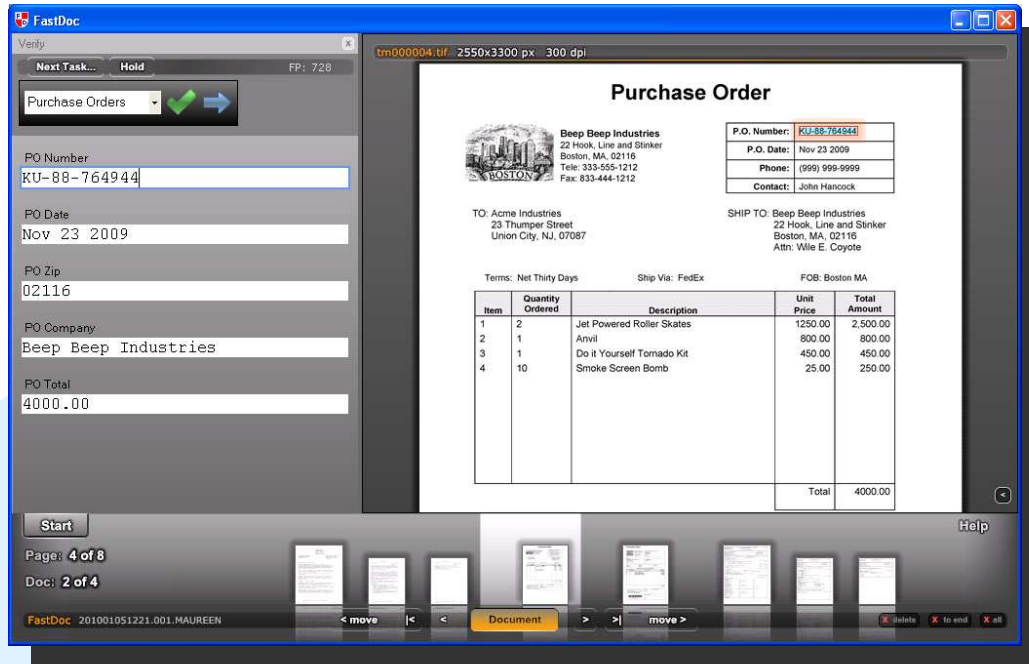 FastDoc
Verify
x
tm000004.tif 2550x3300 px 300 dpi
Next Task... Hold FP: 728
Purchase Orders
PO Number
KU-88-764944
PO Date
Nov 23 2009
PO Zip
02116
PO Company
Beep Beep Industries
PO Total
4000.00
Purchase Order
BOSTON
Beep Beep Industries
22 Hook, Line and Stinker
Boston, MA, 02116
Tele: 333-555-1212
Fax: 833-444-1212
P.O. Number: KU-88-764944
P.O. Date: Nov 23 2009
Phone: (999) 999-9999
Contact: John Hancock
TO: Acme Industries
23 Thumper Street
Union City, NJ, 07087
SHIP TO: Beep Beep Industries
22 Hook, Line and Stinker
Boston, MA, 02116
Attn: Wile E. Coyote
Terms: Net Thirty Days Ship Via: FedEx FOB: Boston MA
Item Quantity Ordered Description Unit Price Total Amount
1 2 Jet Powered Roller Skates 1250.00 2,500.00
2 1 Anvil 800.00 800.00
3 1 Do it Yourself Tornado Kit 450.00 450.00
4 10 Smoke Screen Bomb 25.00 250.00
Total 4000.00
<
Start Help
Page: 4 of 8
Doc: 2 of 4
FastDoc 201001051221.001.MAUREEN < move |< < Document > >| move > X delete X to end X all